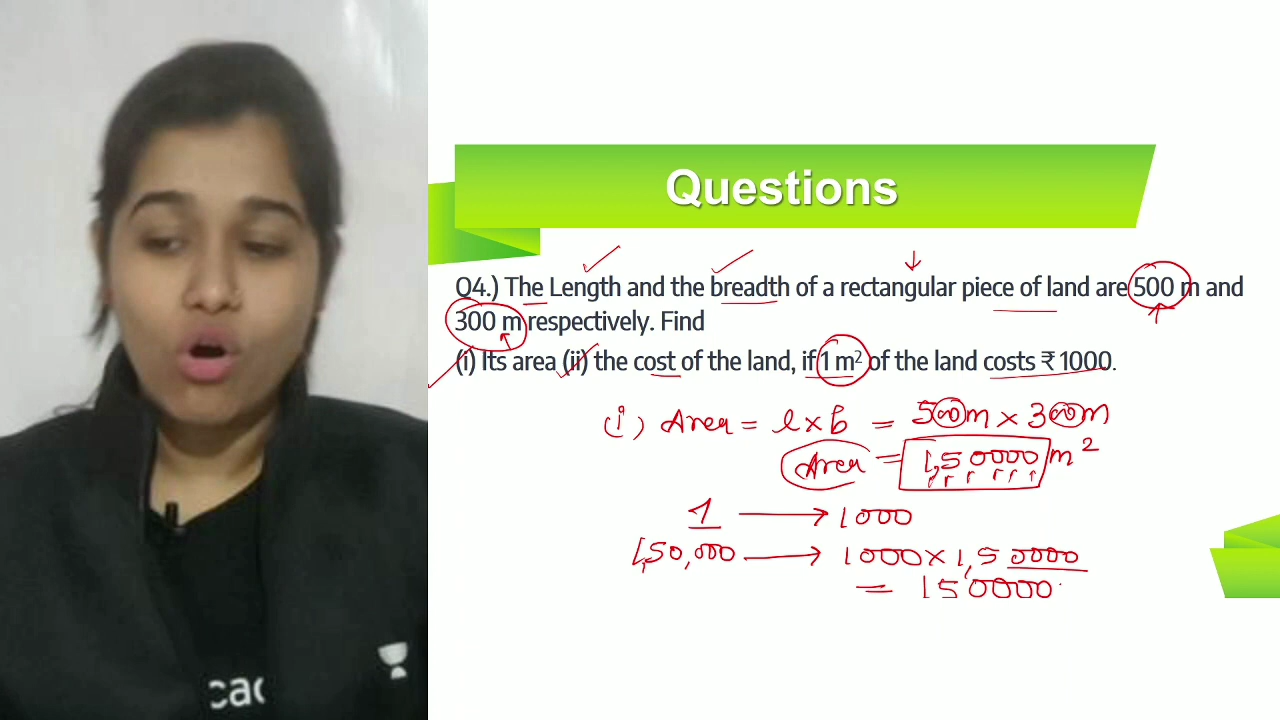 Questions
Q4.) The Length and the breadth of a rectangular piece of land are 500 m and
300 m respectively. Find
(i) Its area (ii) the cost of the land, if 1 m² of the land costs ₹ 1000.
(i) Area = l × b = 500m × 300m
Area = 1,50000 m²
1 → 1000
1,50,000 → 1000 × 1,50000
= 150000
cad